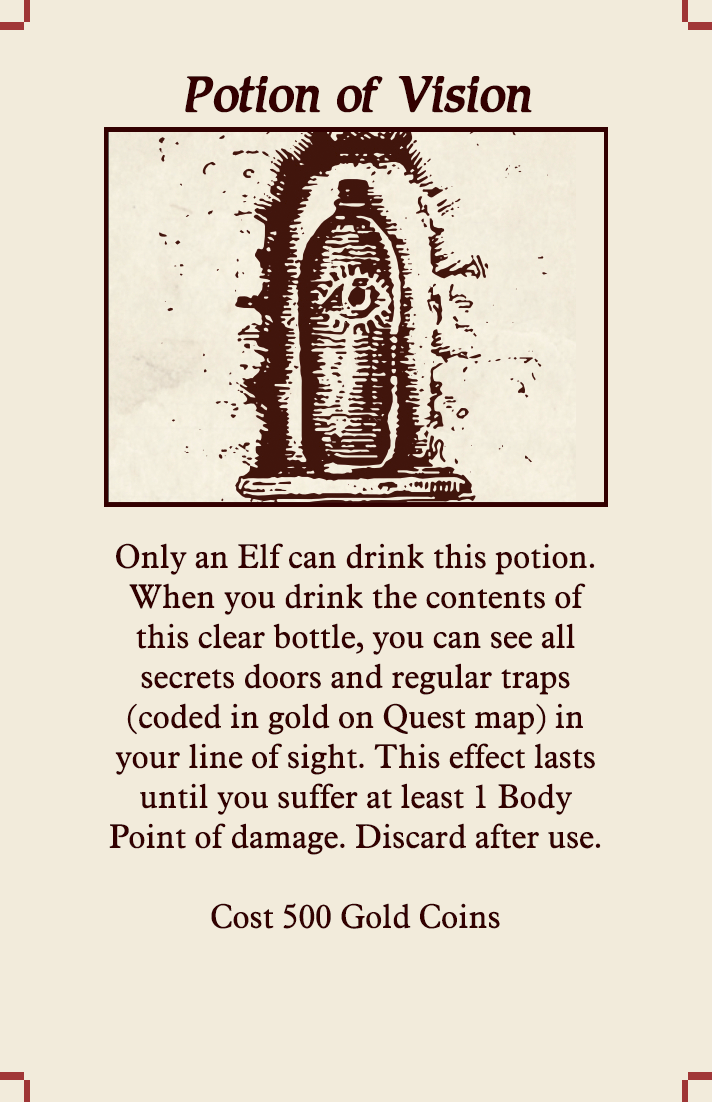 Potion of Vision
Only an Elf can drink this potion.
When you drink the contents of
this clear bottle, you can see all
secrets doors and regular traps
(coded in gold on Quest map) in
your line of sight. This effect lasts
until you suffer at least 1 Body
Point of damage. Discard after use.
Cost 500 Gold Coins